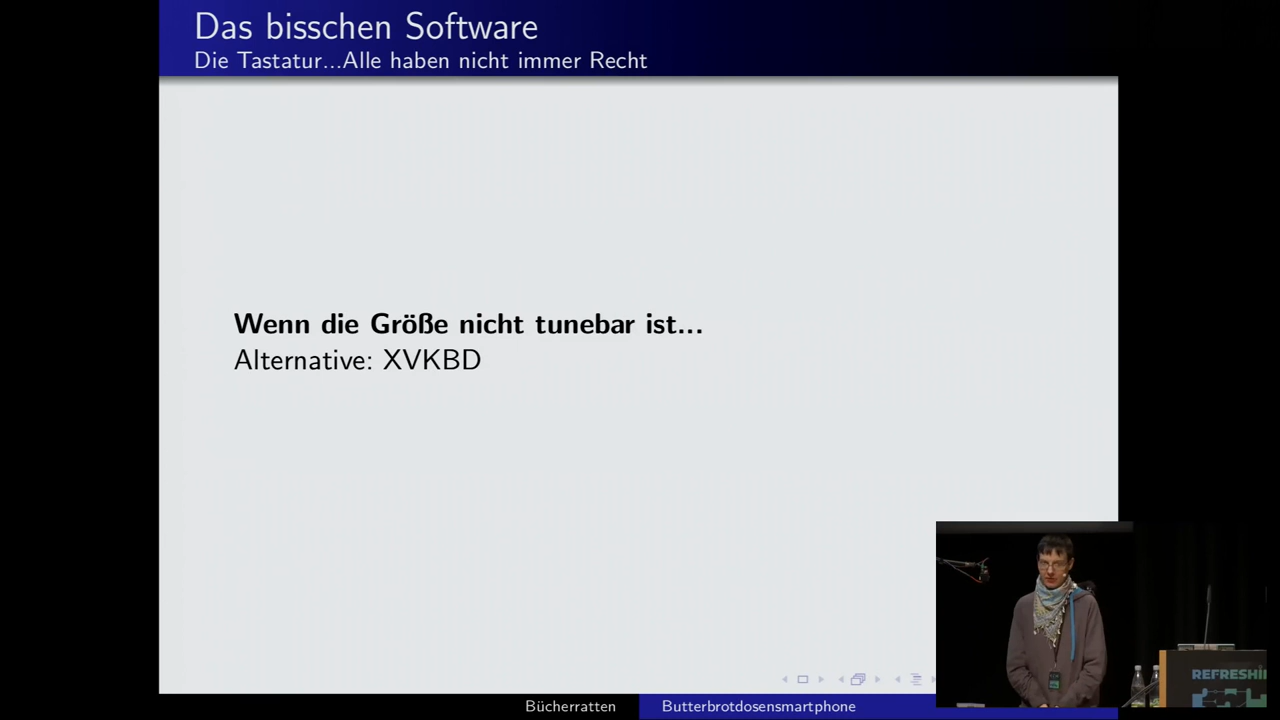 Das bisschen Software
Die Tastatur...Alle haben nicht immer Recht
Wenn die Größe nicht tunebar ist...
Alternative: XVKBD
Bücherratten
Butterbrotdosensmartphone